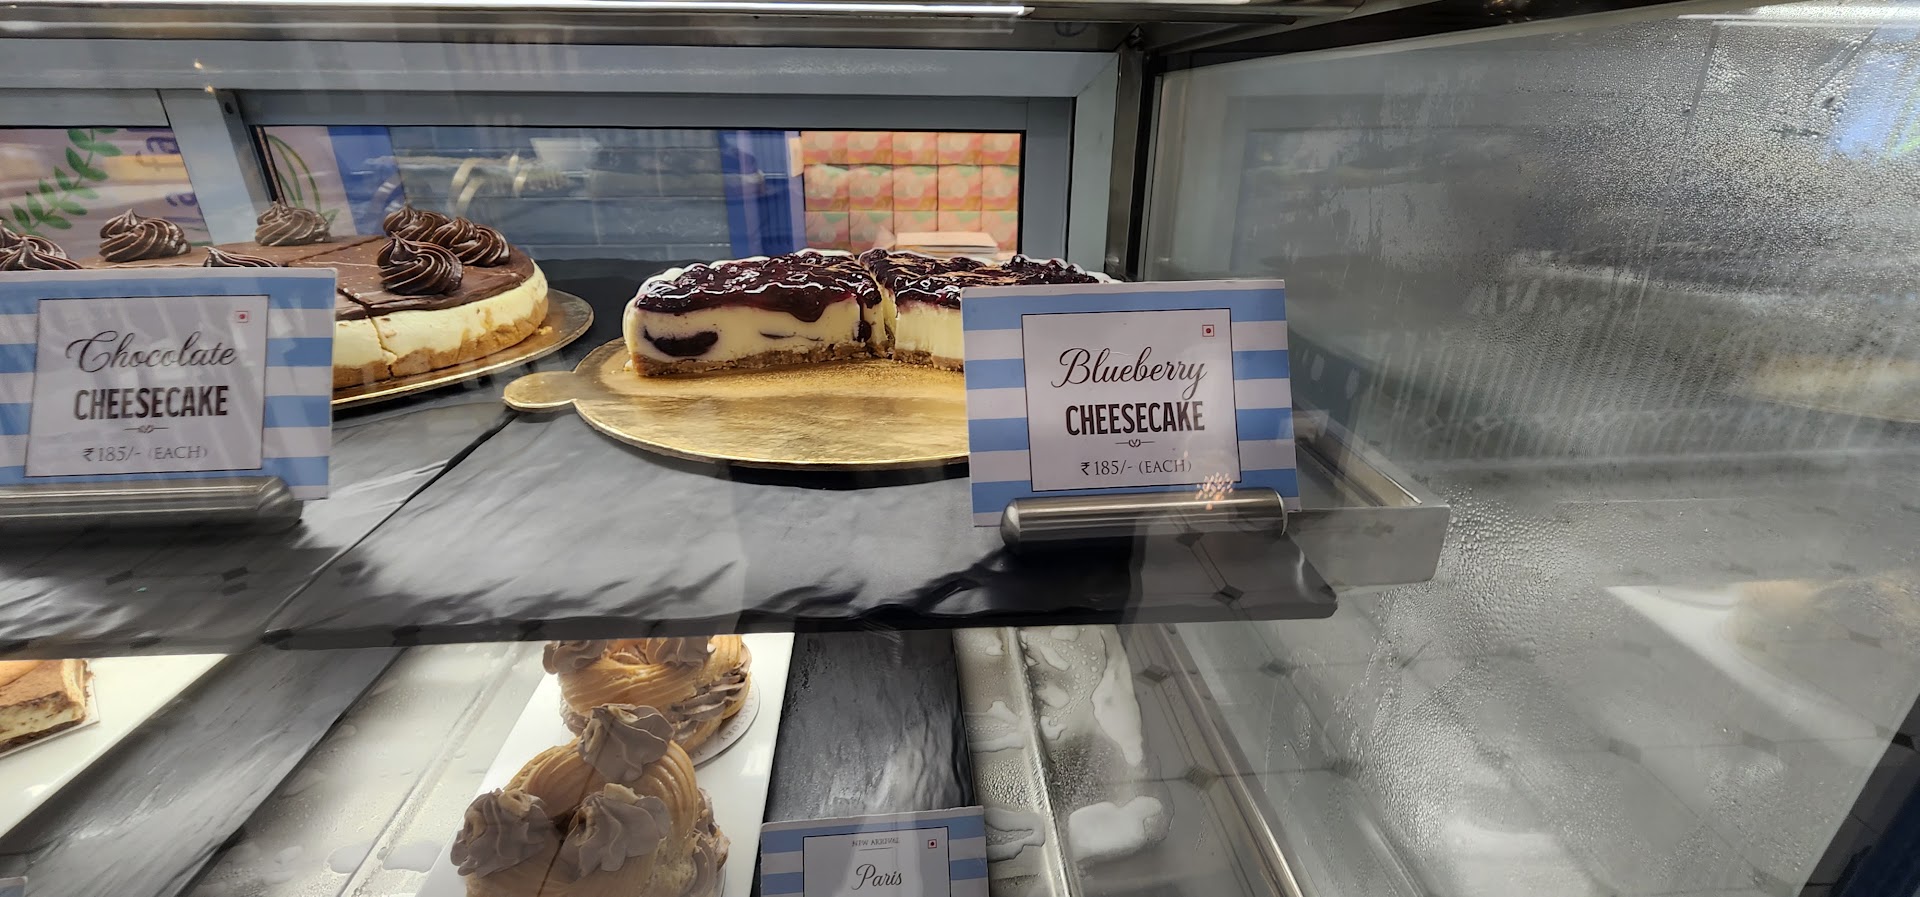 Chocolate
CHEESECAKE
₹185/- (EACH)
Blueberry
CHEESECAKE
₹185/- (EACH)
NEW ARRIVAL
Paris